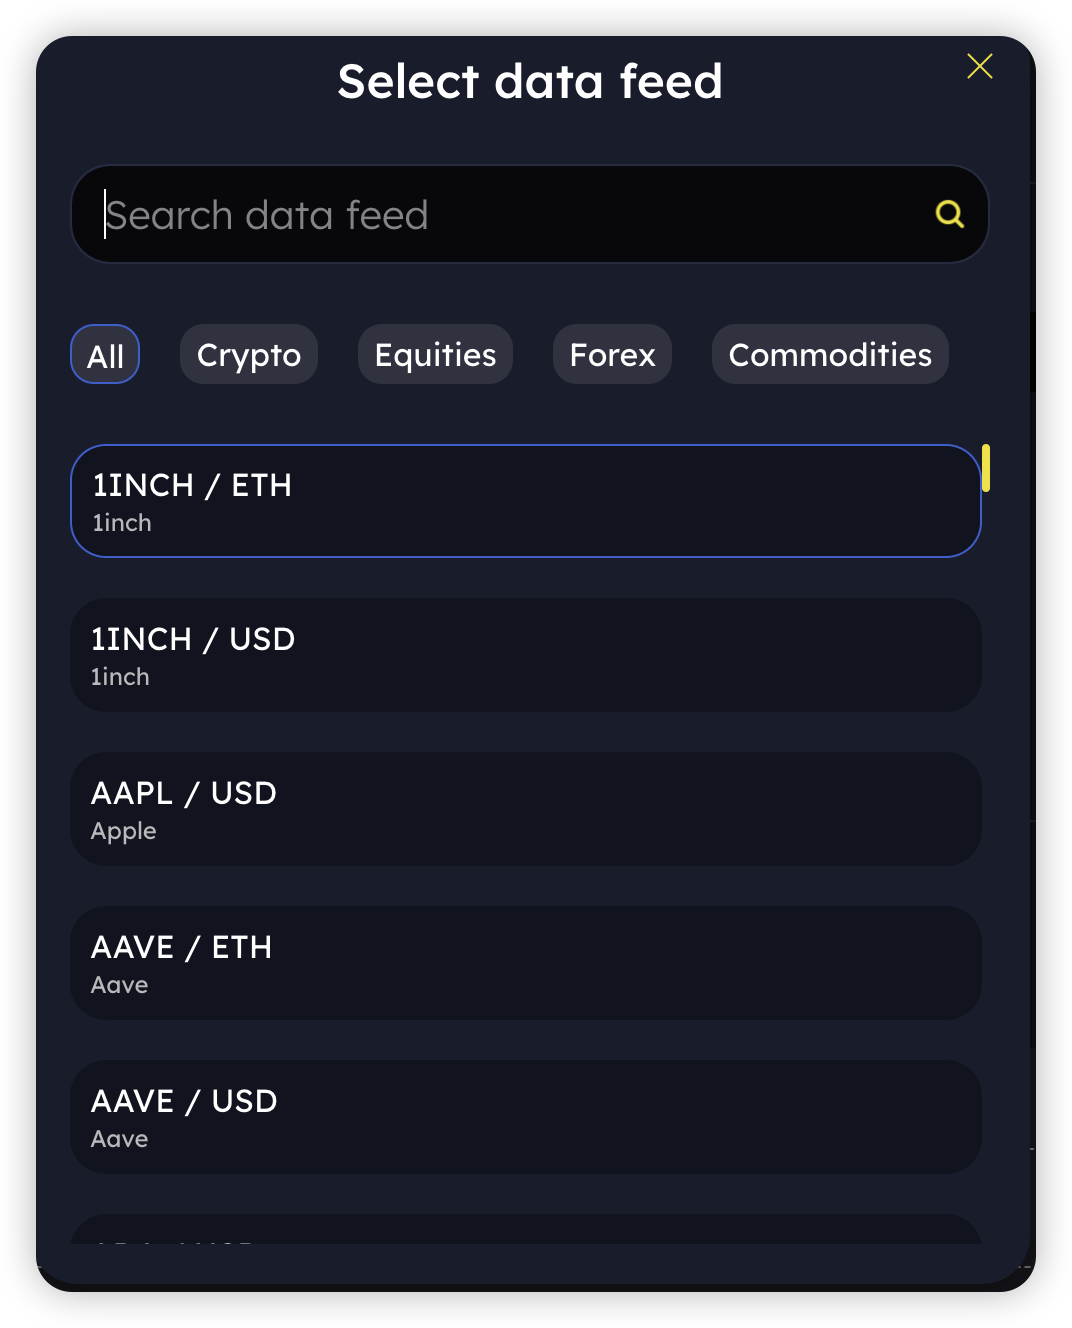 Select data feed
Search data feed
All Crypto Equities Forex Commodities
1INCH / ETH
1inch
1INCH / USD
1inch
AAPL / USD
Apple
AAVE / ETH
Aave
AAVE / USD
Aave